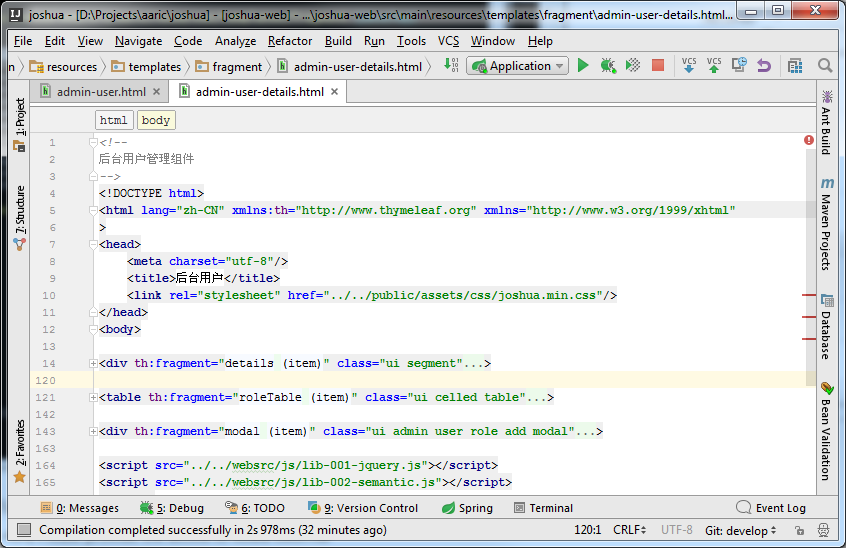 joshua - [D:\Projects\aaric\joshua] - [joshua-web] - ...\joshua-web\src\main\resources\templates\fragment\admin-user-details.html...
File Edit View Navigate Code Analyze Refactor Build Run Tools VCS Window Help
n resources templates fragment admin-user-details.html Application VCS VCS
admin-user.html admin-user-details.html
html body
1 <!--
2 后台用户管理组件
3 -->
4 <!DOCTYPE html>
5 <html lang="zh-CN" xmlns:th="http://www.thymeleaf.org" xmlns="http://www.w3.org/1999/xhtml"
6 >
7 <head>
8 <meta charset="utf-8"/>
9 <title>后台用户</title>
10 <link rel="stylesheet" href="../../public/assets/css/joshua.min.css"/>
11 </head>
12 <body>
13
14 <div th:fragment="details (item)" class="ui segment"...>
120
121 <table th:fragment="roleTable (item)" class="ui celled table"...>
142
143 <div th:fragment="modal (item)" class="ui admin user role add modal"...>
163
164 <script src="../../websrc/js/lib-001-jquery.js"></script>
165 <script src="../../websrc/js/lib-002-semantic.js"></script>
1: Project
7: Structure
2: Favorites
Ant Build
Maven Projects
Database
Bean Validation
0: Messages 5: Debug 6: TODO 9: Version Control Spring Terminal Event Log
Compilation completed successfully in 2s 978ms (32 minutes ago) 120:1 CRLF UTF-8 Git: develop